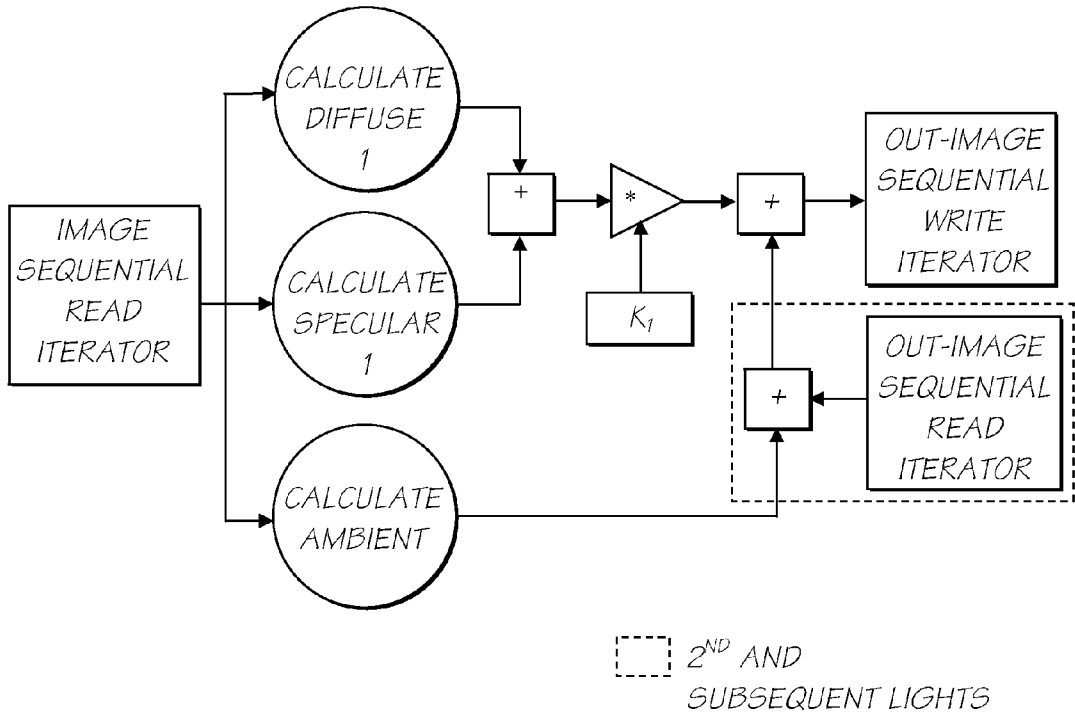 IMAGE
SEQUENTIAL
READ
ITERATOR
CALCULATE
DIFFUSE
1
CALCULATE
SPECULAR
1
CALCULATE
AMBIENT
+
*
K₁
+
OUT-IMAGE
SEQUENTIAL
WRITE
ITERATOR
+
OUT-IMAGE
SEQUENTIAL
READ
ITERATOR
2ᴺᴰ AND
SUBSEQUENT LIGHTS